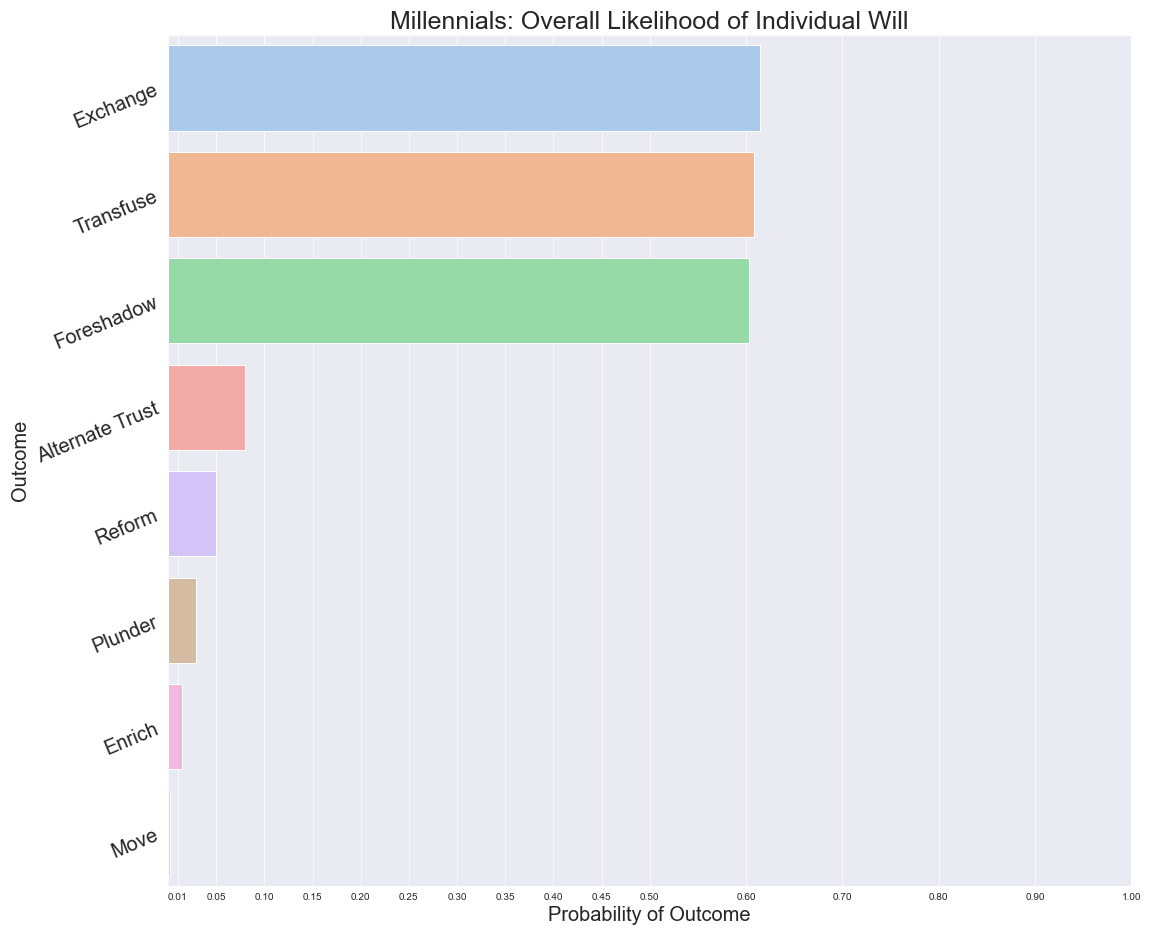 Millennials: Overall Likelihood of Individual Will
Exchange
Transfuse
Foreshadow
Alternate Trust
Reform
Plunder
Enrich
Move
Outcome
0.01 0.05 0.10 0.15 0.20 0.25 0.30 0.35 0.40 0.45 0.50 0.60 0.70 0.80 0.90 1.00
Probability of Outcome